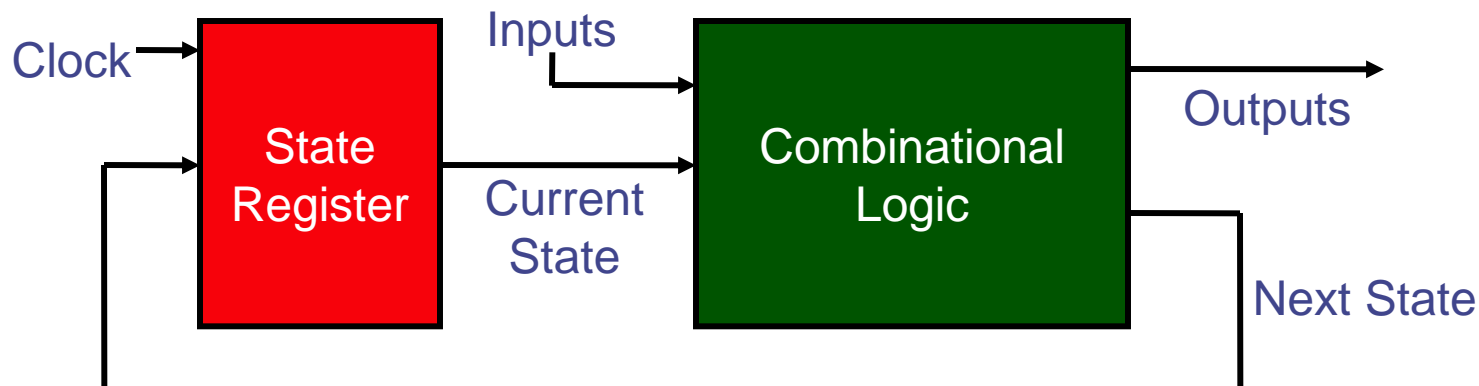 Clock
Inputs
State
Register
Current
State
Combinational
Logic
Outputs
Next State